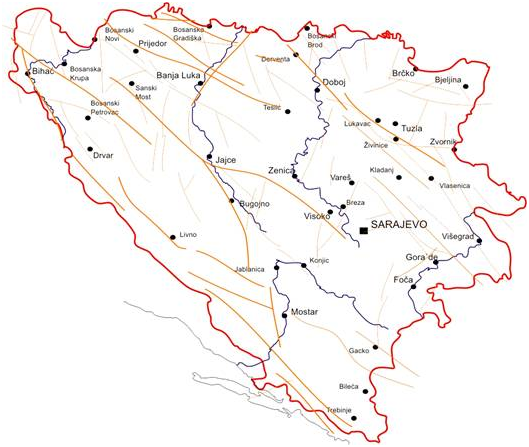 Bosanski
Novi
Bosanska
Gradiška
Bosanski
Brod
Prijedor
Derventa
Bihać
Bosanska
Krupa
Banja Luka
Doboj
Brčko
Bjeljina
Sanski
Most
Bosanski
Petrovac
Teslić
Lukavac
Tuzla
Živinice
Zvornik
Drvar
Jajce
Zenica
Vareš
Kladanj
Vlasenica
Bugojno
Visoko
Breza
SARAJEVO
Livno
Višegrad
Jablanica
Konjic
Gora de
Foča
Mostar
Gacko
Bileća
Trebinje